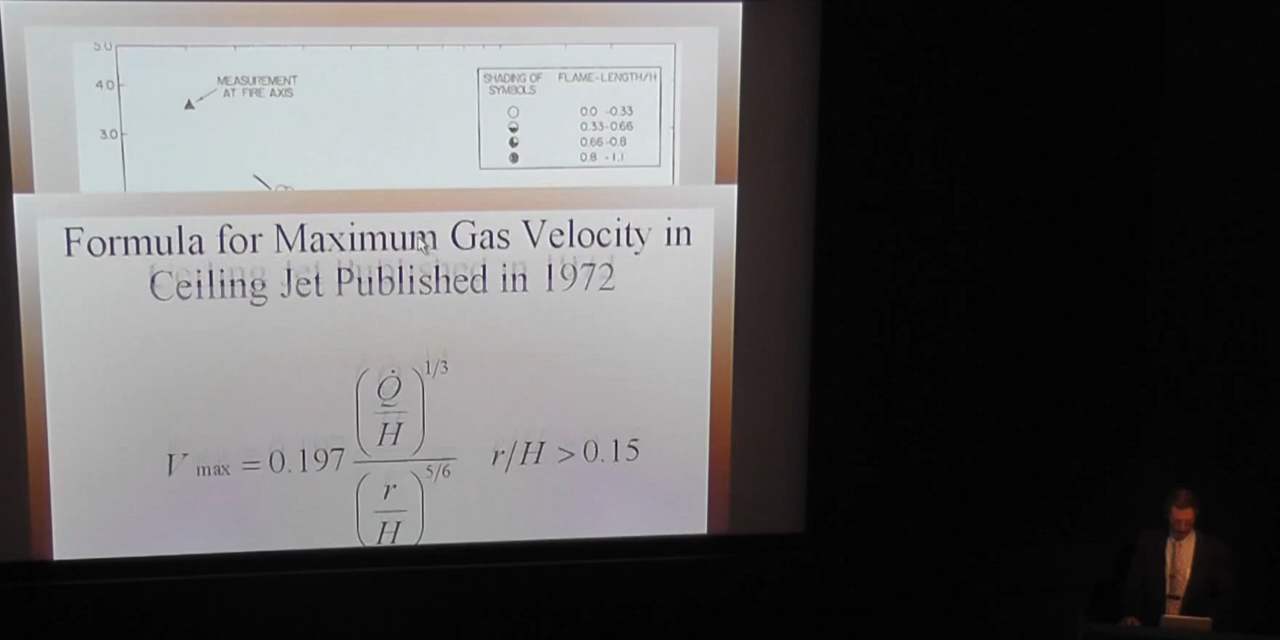 5.0
4.0
MEASUREMENT
AT FIRE AXIS
3.0
SHADING OF FLAME-LENGTH/H
SYMBOLS
0.0 -0.33
0.33-0.66
0.66-0.8
0.8 -1.1
Formula for Maximum Gas Velocity in
Ceiling Jet Published in 1972
V max = 0.197 (Q̇/H)^1/3 / (r/H)^5/6 r/H > 0.15